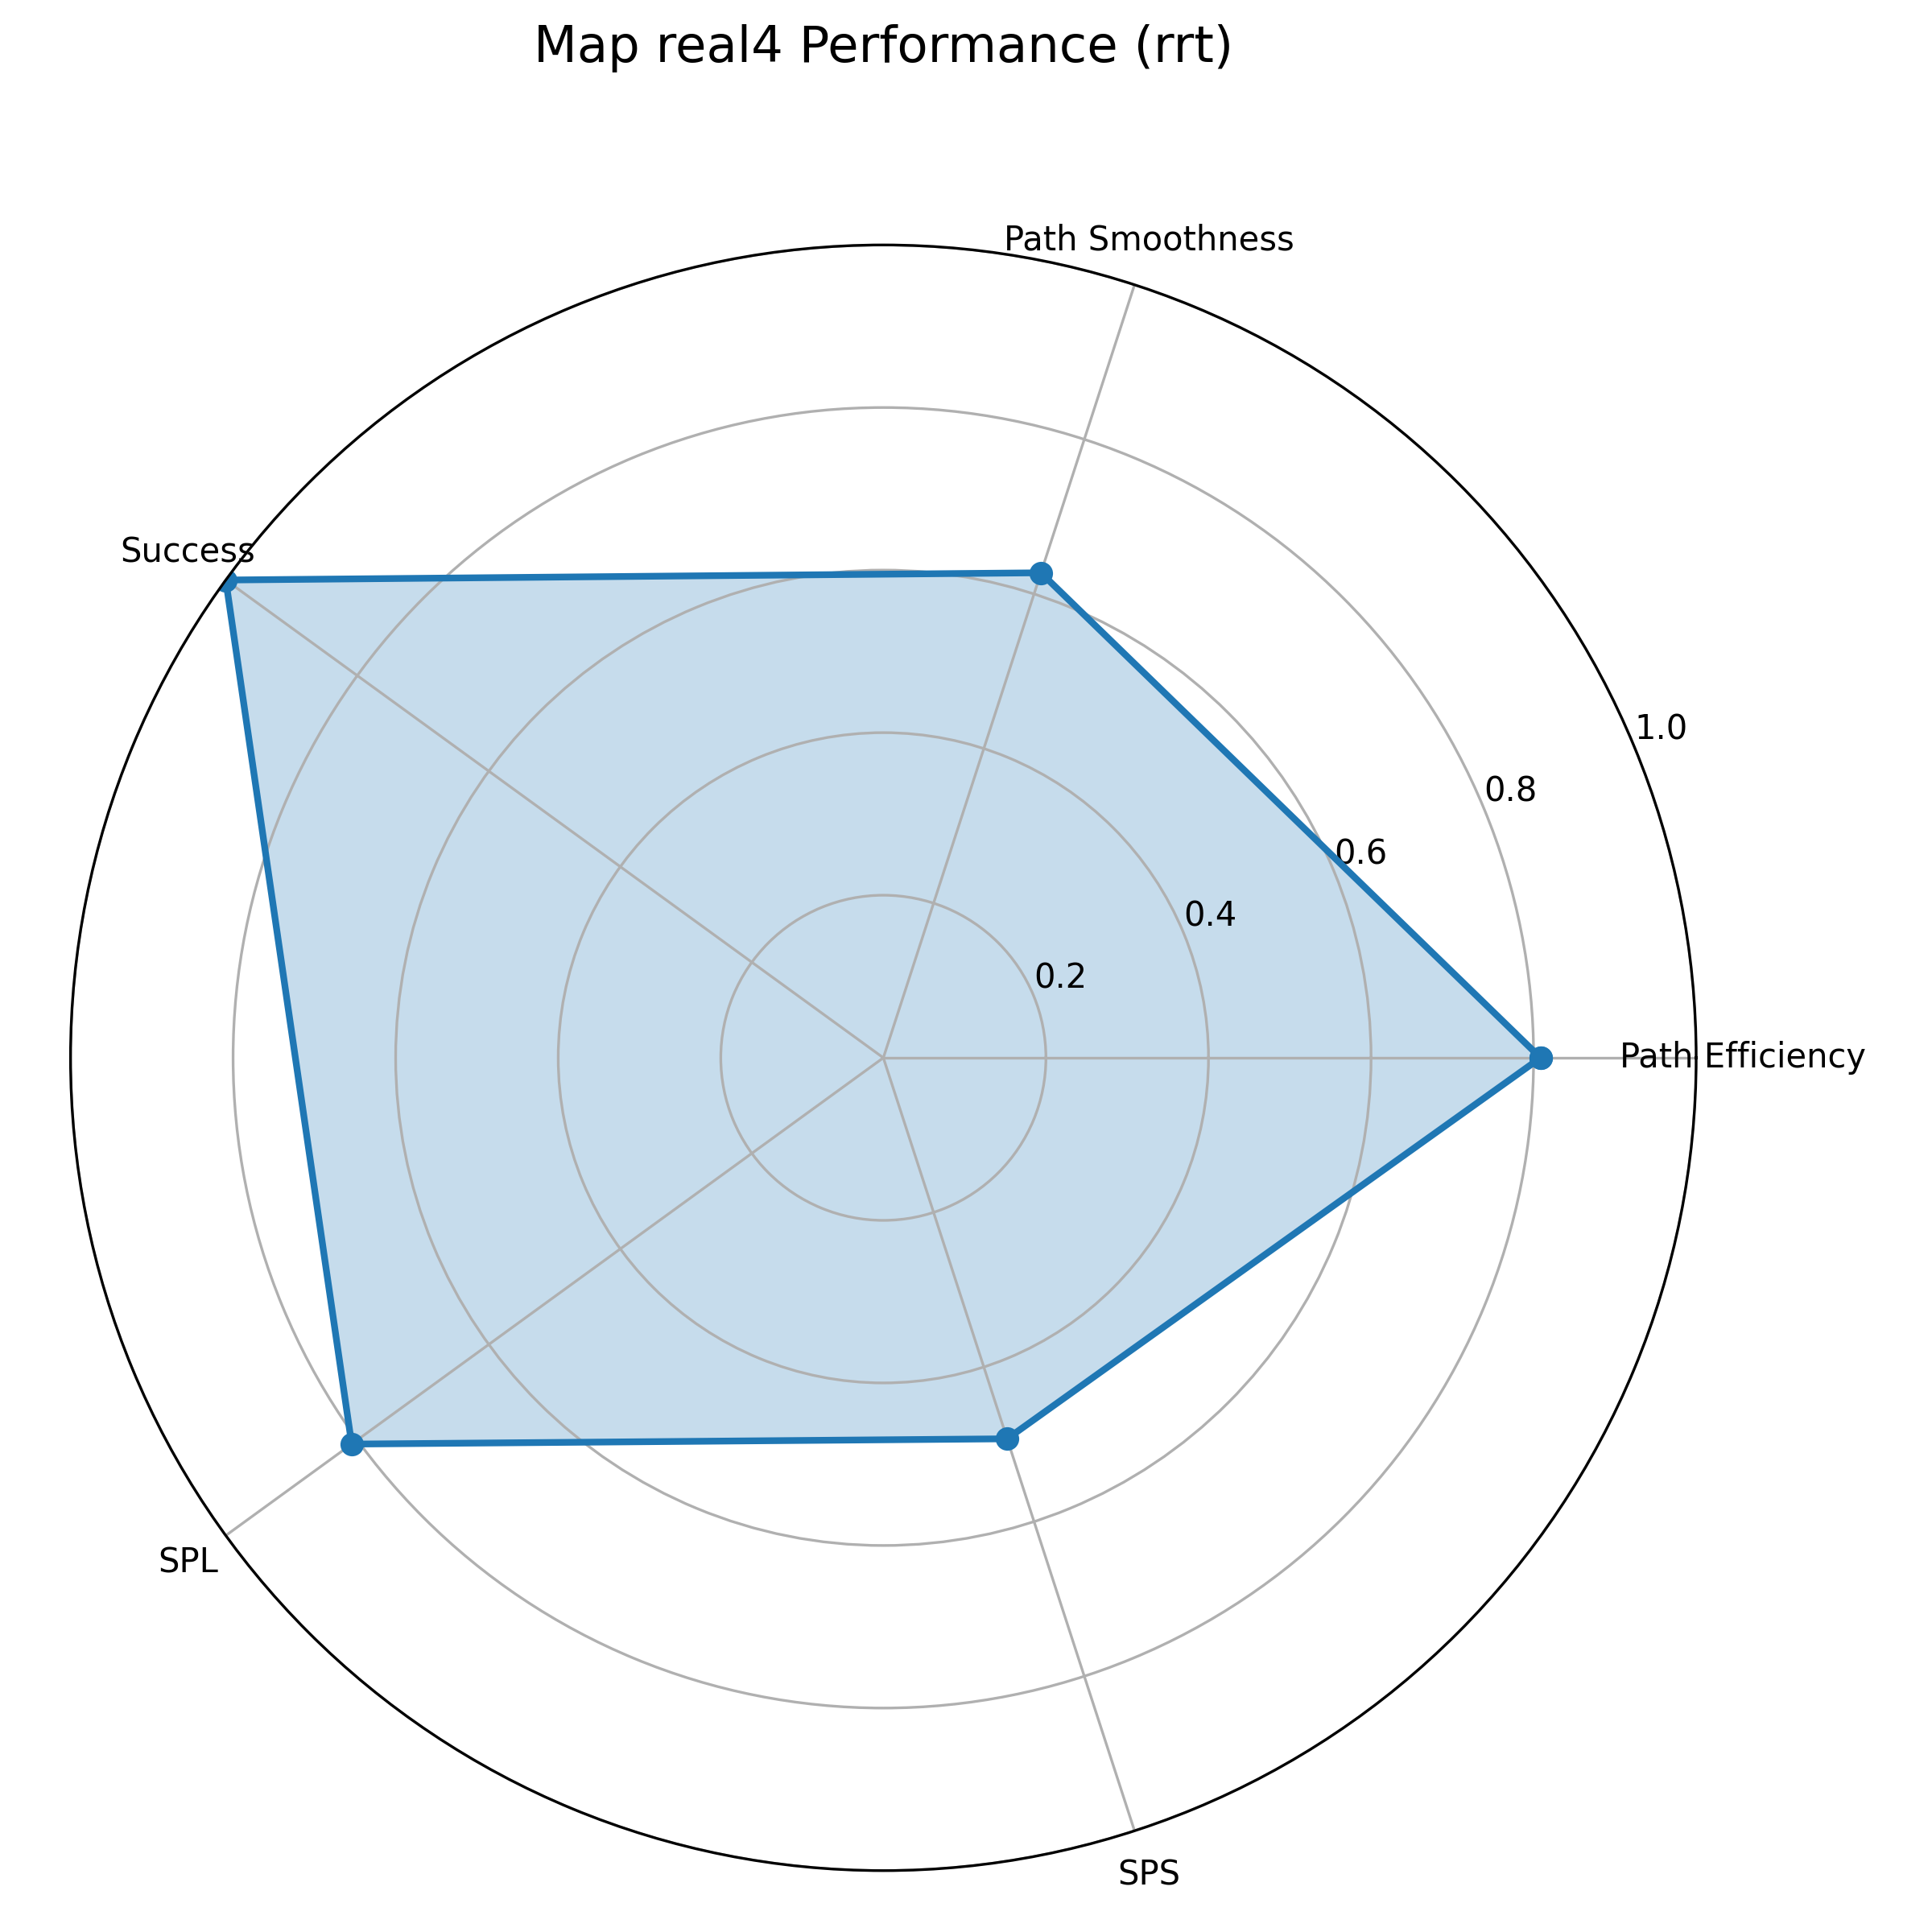 Map real4 Performance (rrt)
Path Smoothness
Success
1.0
0.8
0.6
0.4
0.2
Path Efficiency
SPL
SPS